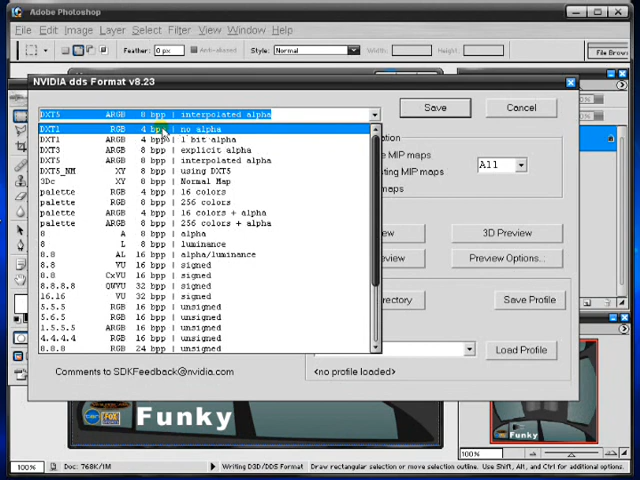 Adobe Photoshop
File Edit Image Layer Select Filter View Window Help
Feather: 0 px Anti-aliased Style: Normal Width: Height: File Brows
NVIDIA dds Format v8.23
DXT5 ARGB 8 bpp | interpolated alpha
Save
Cancel
DXT1 RGB 4 bpp | no alpha
DXT1 ARGB 4 bpp | 1 bit alpha
DXT3 ARGB 8 bpp | explicit alpha
DXT5 ARGB 8 bpp | interpolated alpha
DXT5_NM XY 8 bpp | using DXT5
3Dc XY 8 bpp | Normal Map
palette RGB 4 bpp | 16 colors
palette RGB 8 bpp | 256 colors
palette ARGB 4 bpp | 16 colors + alpha
palette ARGB 8 bpp | 256 colors + alpha
8 A 8 bpp | alpha
8 L 8 bpp | luminance
8.8 AL 16 bpp | alpha/luminance
8.8 VU 16 bpp | signed
8.8 CxVU 16 bpp | signed
8.8.8.8 QWVU 32 bpp | signed
16.16 VU 32 bpp | signed
5.5.5 RGB 16 bpp | unsigned
5.6.5 RGB 16 bpp | unsigned
1.5.5.5 ARGB 16 bpp | unsigned
4.4.4.4 ARGB 16 bpp | unsigned
8.8.8 RGB 24 bpp | unsigned
ption
e MIP maps
sting MIP maps
maps
All
ew
3D Preview
view
Preview Options...
rectory
Save Profile
Load Profile
<no profile loaded>
Comments to SDKFeedback@nvidia.com
FOX
Funky
Funky
100%
100% Doc: 768K/1M Writing D3D/DDS Format Draw rectangular selection or move selection outline. Use Shift, Alt, and Ctrl for additional options.